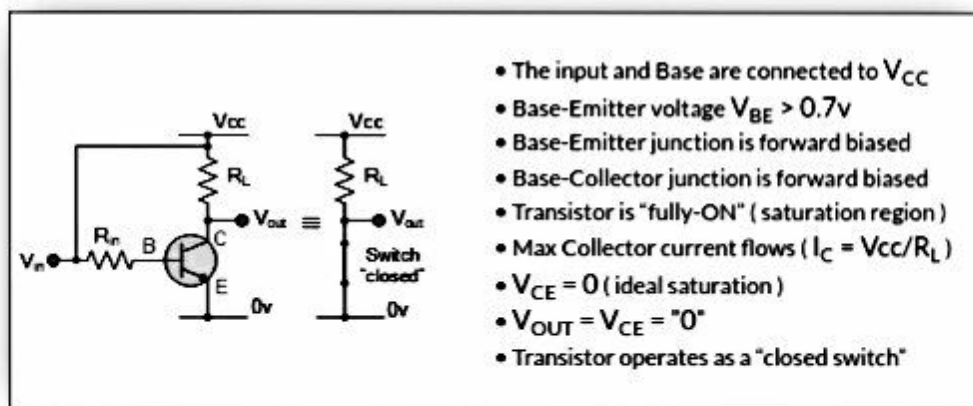 Vcc
Vcc
RL
RL
Vout
≡
Vout
Rin
B
C
Vin
E
Switch
"closed"
0v
0v
• The input and Base are connected to VCC
• Base-Emitter voltage VBE > 0.7v
• Base-Emitter junction is forward biased
• Base-Collector junction is forward biased
• Transistor is "fully-ON" ( saturation region )
• Max Collector current flows ( IC = Vcc/RL )
• VCE = 0 ( ideal saturation )
• VOUT = VCE = "0"
• Transistor operates as a "closed switch"